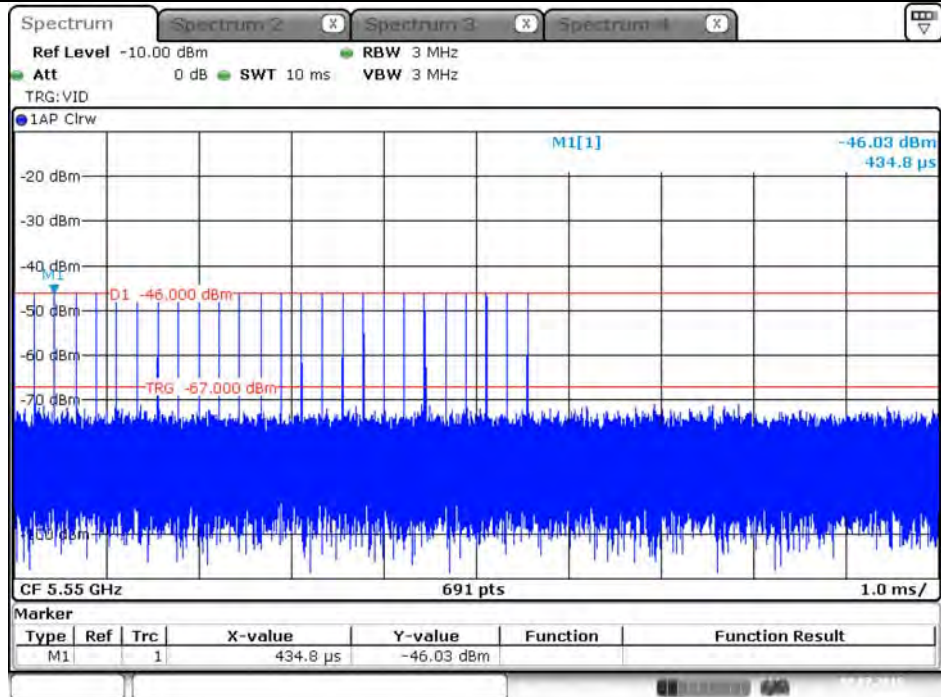 Spectrum Spectrum 2 X Spectrum 3 X Spectrum 4 X
Ref Level -10.00 dBm RBW 3 MHz
Att 0 dB SWT 10 ms VBW 3 MHz
TRG:VID
1AP Clrw
M1[1] -46.03 dBm
434.8 µs
-20 dBm
-30 dBm
-40 dBm
M1
D1 -46.000 dBm
-50 dBm
-60 dBm
TRG -67.000 dBm
-70 dBm
CF 5.55 GHz 691 pts 1.0 ms/
Marker
Type Ref Trc X-value Y-value Function Function Result
M1 1 434.8 µs -46.03 dBm